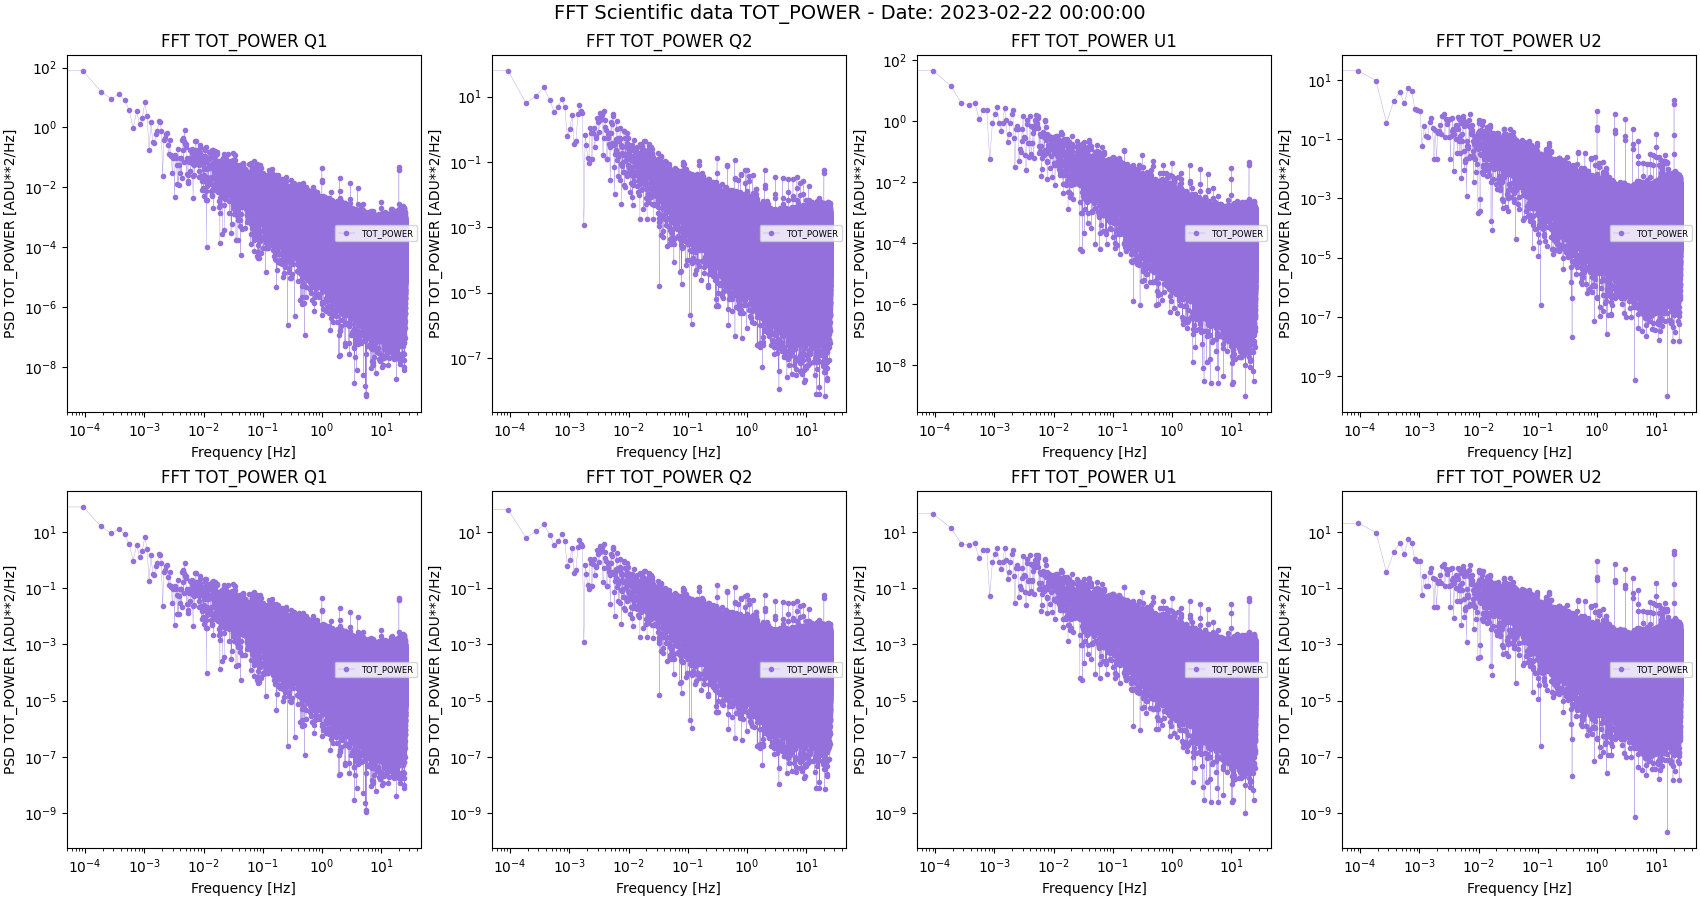 FFT Scientific data TOT_POWER - Date: 2023-02-22 00:00:00
FFT TOT_POWER Q1
PSD TOT_POWER [ADU**2/Hz]
10^2
10^0
10^-2
10^-4
10^-6
10^-8
TOT_POWER
10^-4 10^-3 10^-2 10^-1 10^0 10^1
Frequency [Hz]
FFT TOT_POWER Q2
PSD TOT_POWER [ADU**2/Hz]
10^1
10^-1
10^-3
10^-5
10^-7
TOT_POWER
10^-4 10^-3 10^-2 10^-1 10^0 10^1
Frequency [Hz]
FFT TOT_POWER U1
PSD TOT_POWER [ADU**2/Hz]
10^2
10^0
10^-2
10^-4
10^-6
10^-8
TOT_POWER
10^-4 10^-3 10^-2 10^-1 10^0 10^1
Frequency [Hz]
FFT TOT_POWER U2
PSD TOT_POWER [ADU**2/Hz]
10^1
10^-1
10^-3
10^-5
10^-7
10^-9
TOT_POWER
10^-4 10^-3 10^-2 10^-1 10^0 10^1
Frequency [Hz]
FFT TOT_POWER Q1
PSD TOT_POWER [ADU**2/Hz]
10^1
10^-1
10^-3
10^-5
10^-7
10^-9
TOT_POWER
10^-4 10^-3 10^-2 10^-1 10^0 10^1
Frequency [Hz]
FFT TOT_POWER Q2
PSD TOT_POWER [ADU**2/Hz]
10^1
10^-1
10^-3
10^-5
10^-7
10^-9
TOT_POWER
10^-4 10^-3 10^-2 10^-1 10^0 10^1
Frequency [Hz]
FFT TOT_POWER U1
PSD TOT_POWER [ADU**2/Hz]
10^1
10^-1
10^-3
10^-5
10^-7
10^-9
TOT_POWER
10^-4 10^-3 10^-2 10^-1 10^0 10^1
Frequency [Hz]
FFT TOT_POWER U2
PSD TOT_POWER [ADU**2/Hz]
10^1
10^-1
10^-3
10^-5
10^-7
10^-9
TOT_POWER
10^-4 10^-3 10^-2 10^-1 10^0 10^1
Frequency [Hz]